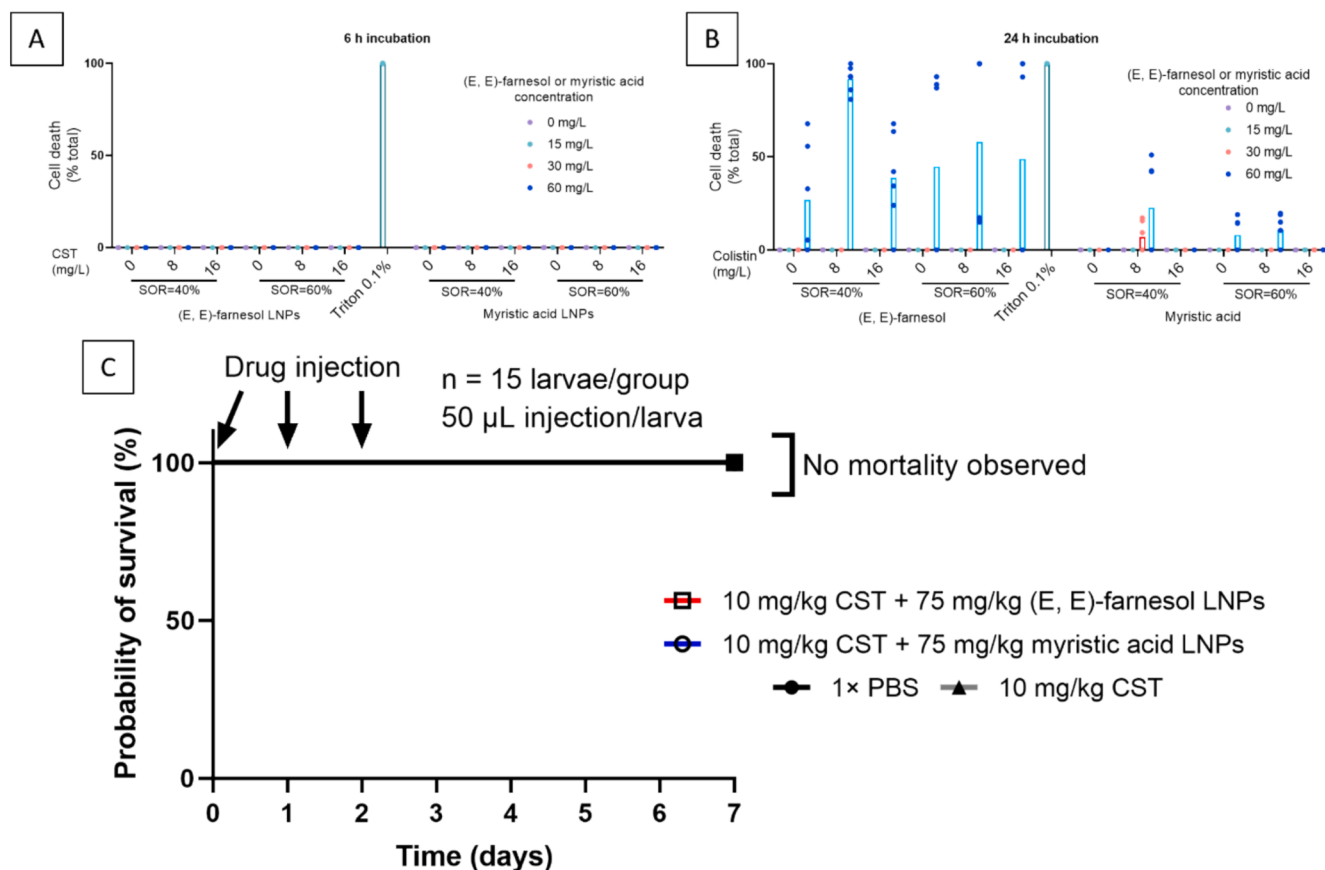 A
6 h incubation
Cell death
(% total)
100
50
0
(E, E)-farnesol or myristic acid
concentration
0 mg/L
15 mg/L
30 mg/L
60 mg/L
CST
(mg/L)
0 8 16 0 8 16 Triton 0.1% 0 8 16 0 8 16
SOR=40% SOR=60% SOR=40% SOR=60%
(E, E)-farnesol LNPs Myristic acid LNPs
B
24 h incubation
Cell death
(% total)
100
50
0
(E, E)-farnesol or myristic acid
concentration
0 mg/L
15 mg/L
30 mg/L
60 mg/L
Colistin
(mg/L)
0 8 16 0 8 16 Triton 0.1% 0 8 16 0 8 16
SOR=40% SOR=60% SOR=40% SOR=60%
(E, E)-farnesol Myristic acid
C
Drug injection
n = 15 larvae/group
50 µL injection/larva
Probability of survival (%)
100
50
0
No mortality observed
10 mg/kg CST + 75 mg/kg (E, E)-farnesol LNPs
10 mg/kg CST + 75 mg/kg myristic acid LNPs
1× PBS 10 mg/kg CST
0 1 2 3 4 5 6 7
Time (days)